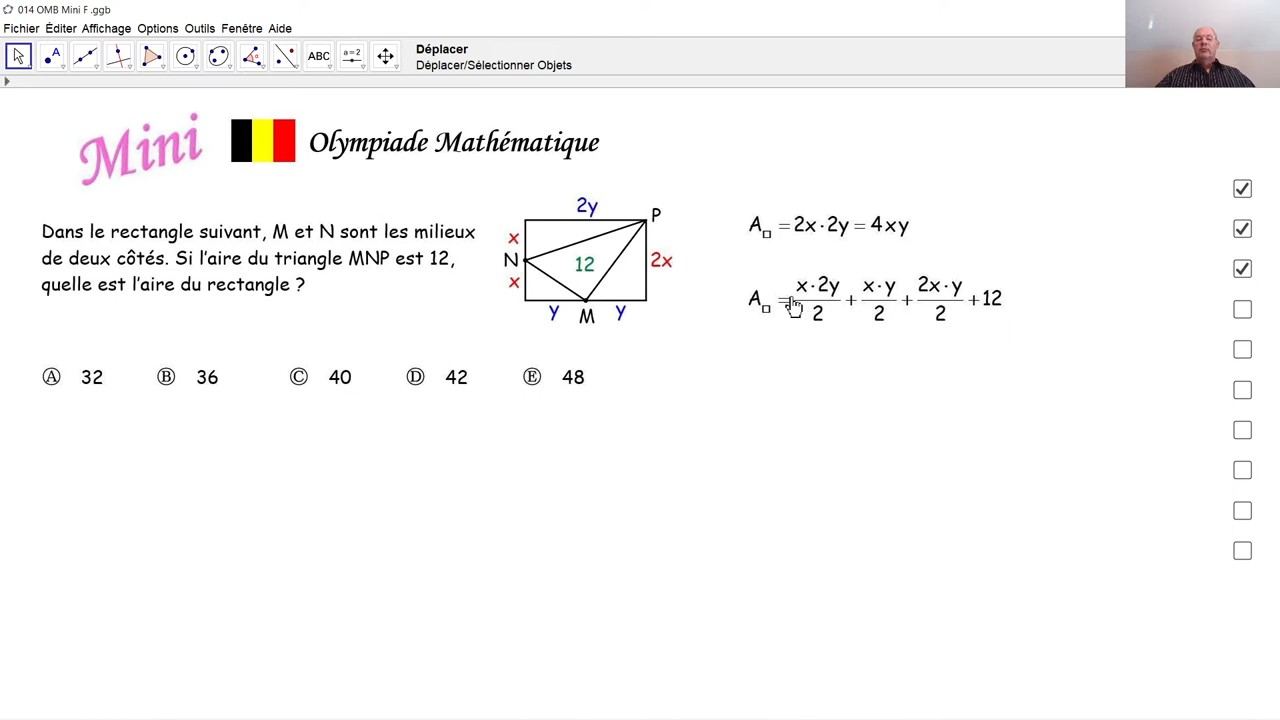 014 OMB Mini F .ggb
Fichier Éditer Affichage Options Outils Fenêtre Aide
A
ABC
a=2
Déplacer
Déplacer/Sélectionner Objets
Mini
Olympiade Mathématique
Dans le rectangle suivant, M et N sont les milieux
de deux côtés. Si l'aire du triangle MNP est 12,
quelle est l'aire du rectangle ?
2y
P
x
N
12
2x
x
y
M
y
A□ = 2x · 2y = 4xy
A□ = x · 2y / 2 + x · y / 2 + 2x · y / 2 + 12
Ⓐ 32 Ⓑ 36 Ⓒ 40 Ⓓ 42 Ⓔ 48